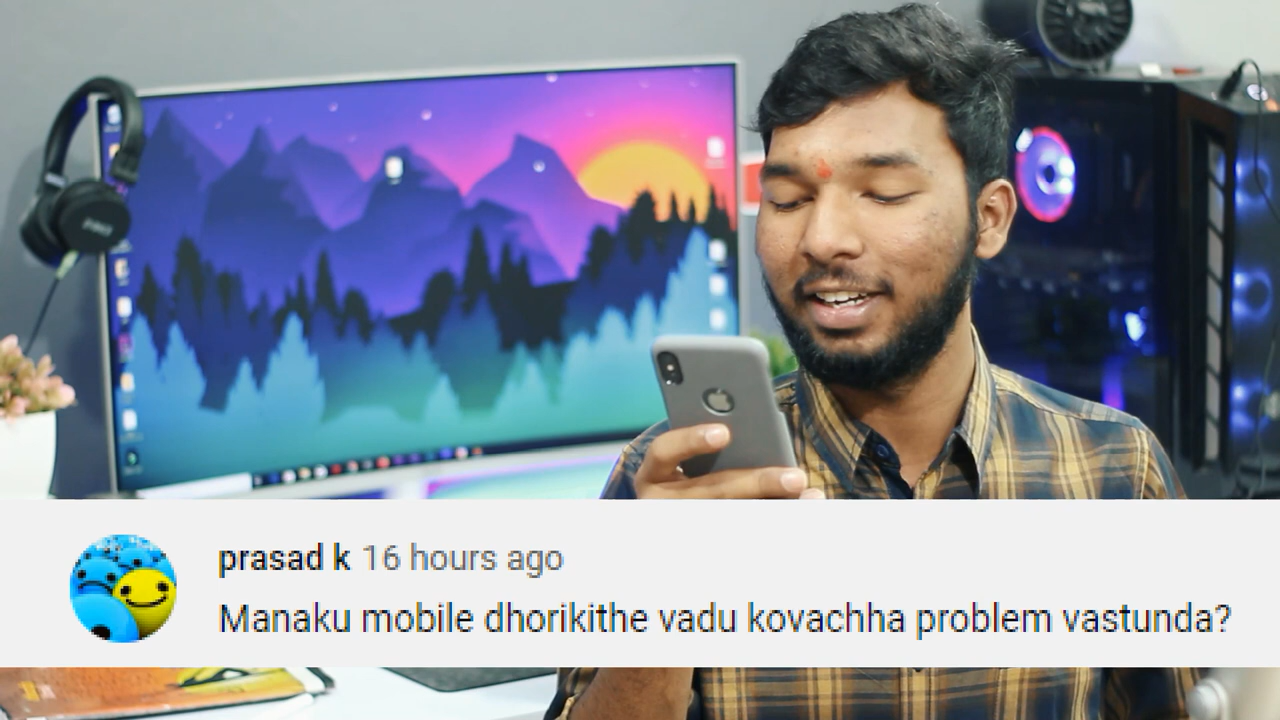 prasad k 16 hours ago
Manaku mobile dhorikithe vadu kovachha problem vastunda?